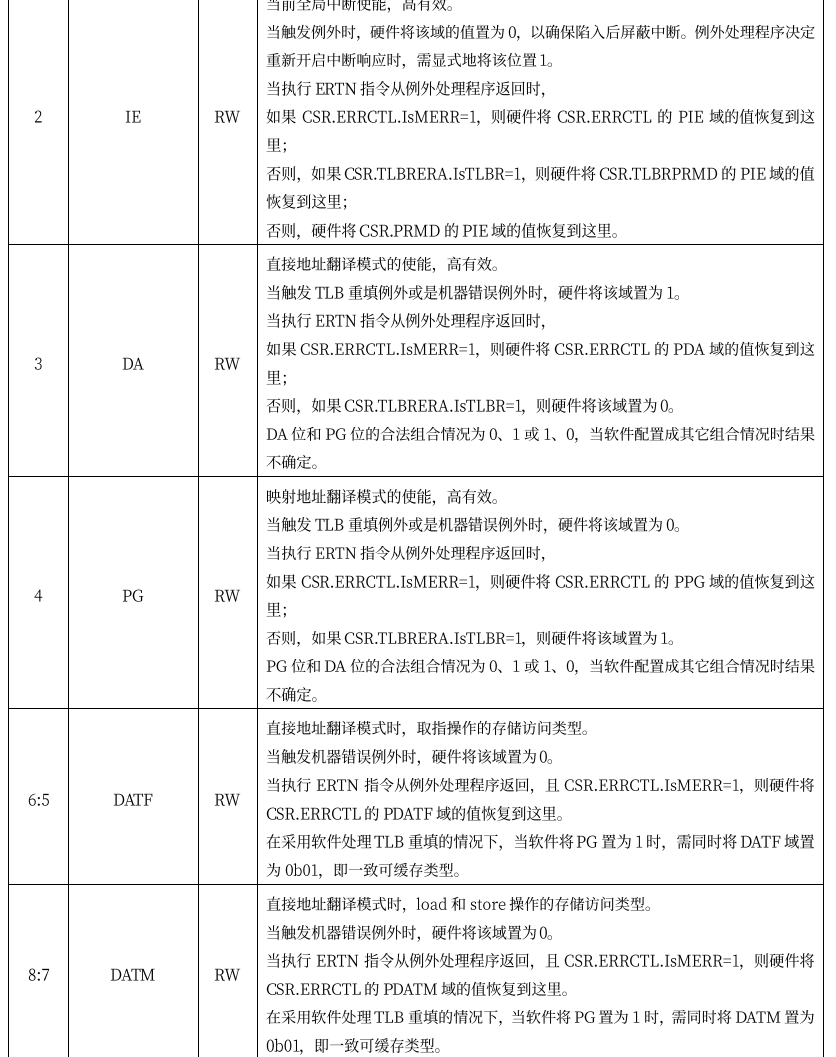 当前全局中断使能，高有效。
当触发例外时，硬件将该域的值置为 0，以确保陷入后屏蔽中断。例外处理程序决定
重新开启中断响应时，需显式地将该位置 1。
当执行 ERTN 指令从例外处理程序返回时，
2 IE RW 如果 CSR.ERRCTL.IsMERR=1，则硬件将 CSR.ERRCTL 的 PIE 域的值恢复到这
里；
否则，如果 CSR.TLBRERA.IsTLBR=1，则硬件将 CSR.TLBRPRMD 的 PIE 域的值
恢复到这里；
否则，硬件将 CSR.PRMD 的 PIE 域的值恢复到这里。
直接地址翻译模式的使能，高有效。
当触发 TLB 重填例外或是机器错误例外时，硬件将该域置为 1。
当执行 ERTN 指令从例外处理程序返回时，
如果 CSR.ERRCTL.IsMERR=1，则硬件将 CSR.ERRCTL 的 PDA 域的值恢复到这
3 DA RW 里；
否则，如果 CSR.TLBRERA.IsTLBR=1，则硬件将该域置为 0。
DA 位和 PG 位的合法组合情况为 0、1 或 1、0，当软件配置成其它组合情况时结果
不确定。
映射地址翻译模式的使能，高有效。
当触发 TLB 重填例外或是机器错误例外时，硬件将该域置为 0。
当执行 ERTN 指令从例外处理程序返回时，
如果 CSR.ERRCTL.IsMERR=1，则硬件将 CSR.ERRCTL 的 PPG 域的值恢复到这
4 PG RW 里；
否则，如果 CSR.TLBRERA.IsTLBR=1，则硬件将该域置为 1。
PG 位和 DA 位的合法组合情况为 0、1 或 1、0，当软件配置成其它组合情况时结果
不确定。
直接地址翻译模式时，取指操作的存储访问类型。
当触发机器错误例外时，硬件将该域置为 0。
当执行 ERTN 指令从例外处理程序返回，且 CSR.ERRCTL.IsMERR=1，则硬件将
6:5 DATF RW CSR.ERRCTL 的 PDATF 域的值恢复到这里。
在采用软件处理 TLB 重填的情况下，当软件将 PG 置为 1 时，需同时将 DATF 域置
为 0b01，即一致可缓存类型。
直接地址翻译模式时，load 和 store 操作的存储访问类型。
当触发机器错误例外时，硬件将该域置为 0。
当执行 ERTN 指令从例外处理程序返回，且 CSR.ERRCTL.IsMERR=1，则硬件将
8:7 DATM RW CSR.ERRCTL 的 PDATM 域的值恢复到这里。
在采用软件处理 TLB 重填的情况下，当软件将 PG 置为 1 时，需同时将 DATM 置为
0b01，即一致可缓存类型。